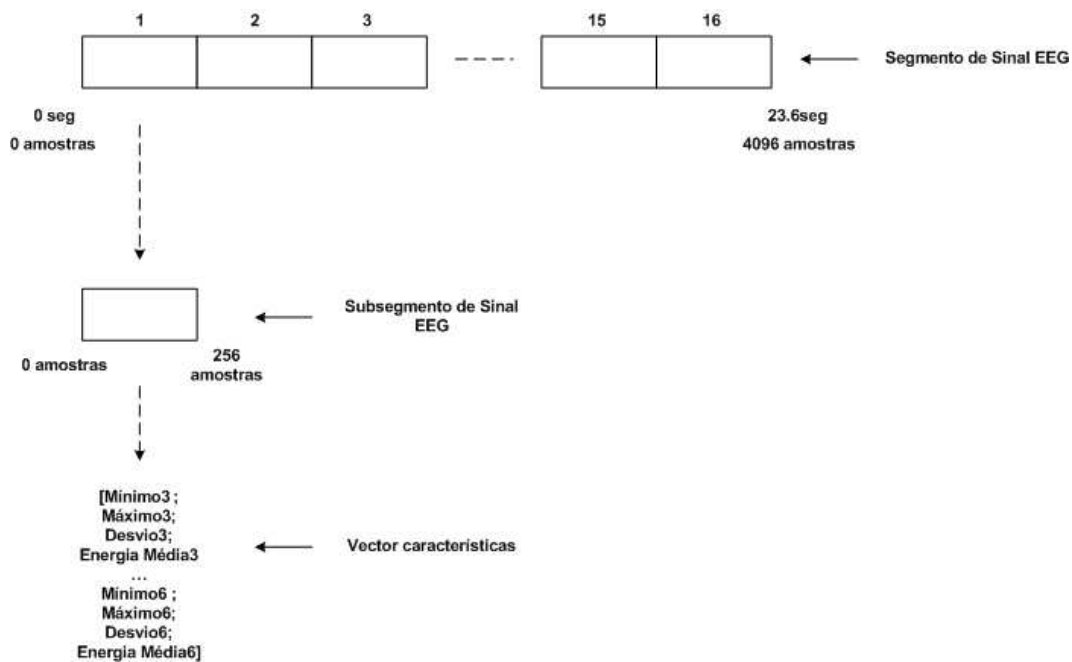 1
2
3
15
16
Segmento de Sinal EEG
0 seg
0 amostras
23.6seg
4096 amostras
Subsegmento de Sinal
EEG
0 amostras
256
amostras
[Mínimo3 ;
Máximo3;
Desvio3;
Energia Média3
...
Mínimo6 ;
Máximo6;
Desvio6;
Energia Média6]
Vector características